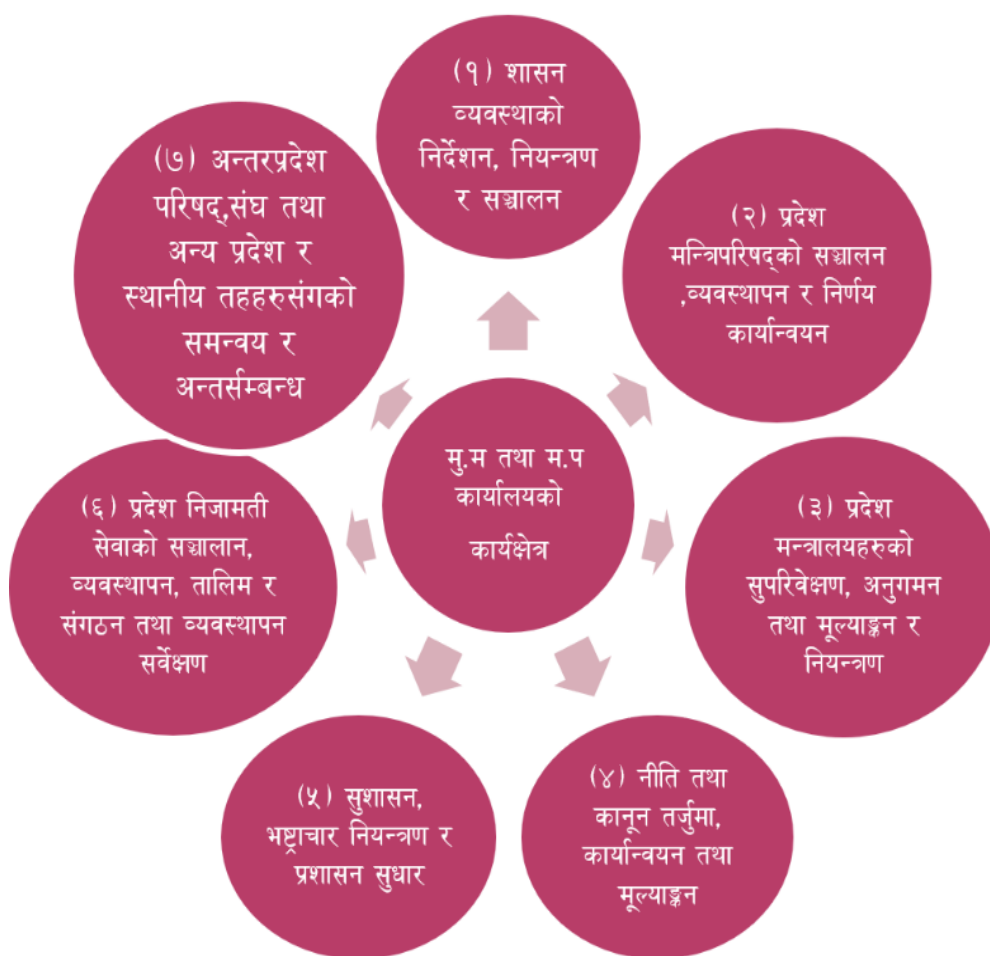 (१) शासन
व्यवस्थाको
निर्देशन, नियन्त्रण
र सञ्चालन
(२) प्रदेश
मन्त्रिपरिषद्को सञ्चालन
,व्यवस्थापन र निर्णय
कार्यान्वयन
(३) प्रदेश
मन्त्रालयहरुको
सुपरिवेक्षण, अनुगमन
तथा मूल्याङ्कन र
नियन्त्रण
(४) नीति तथा
कानून तर्जुमा,
कार्यान्वयन तथा
मूल्याङ्कन
(५) सुशासन,
भष्ट्राचार नियन्त्रण र
प्रशासन सुधार
(६) प्रदेश निजामती
सेवाको सञ्चालान,
व्यवस्थापन, तालिम र
संगठन तथा व्यवस्थापन
सर्वेक्षण
(७) अन्तरप्रदेश
परिषद्,संघ तथा
अन्य प्रदेश र
स्थानीय तहहरुसंगको
समन्वय र
अन्तर्सम्बन्ध
मु.म तथा म.प
कार्यालयको
कार्यक्षेत्र